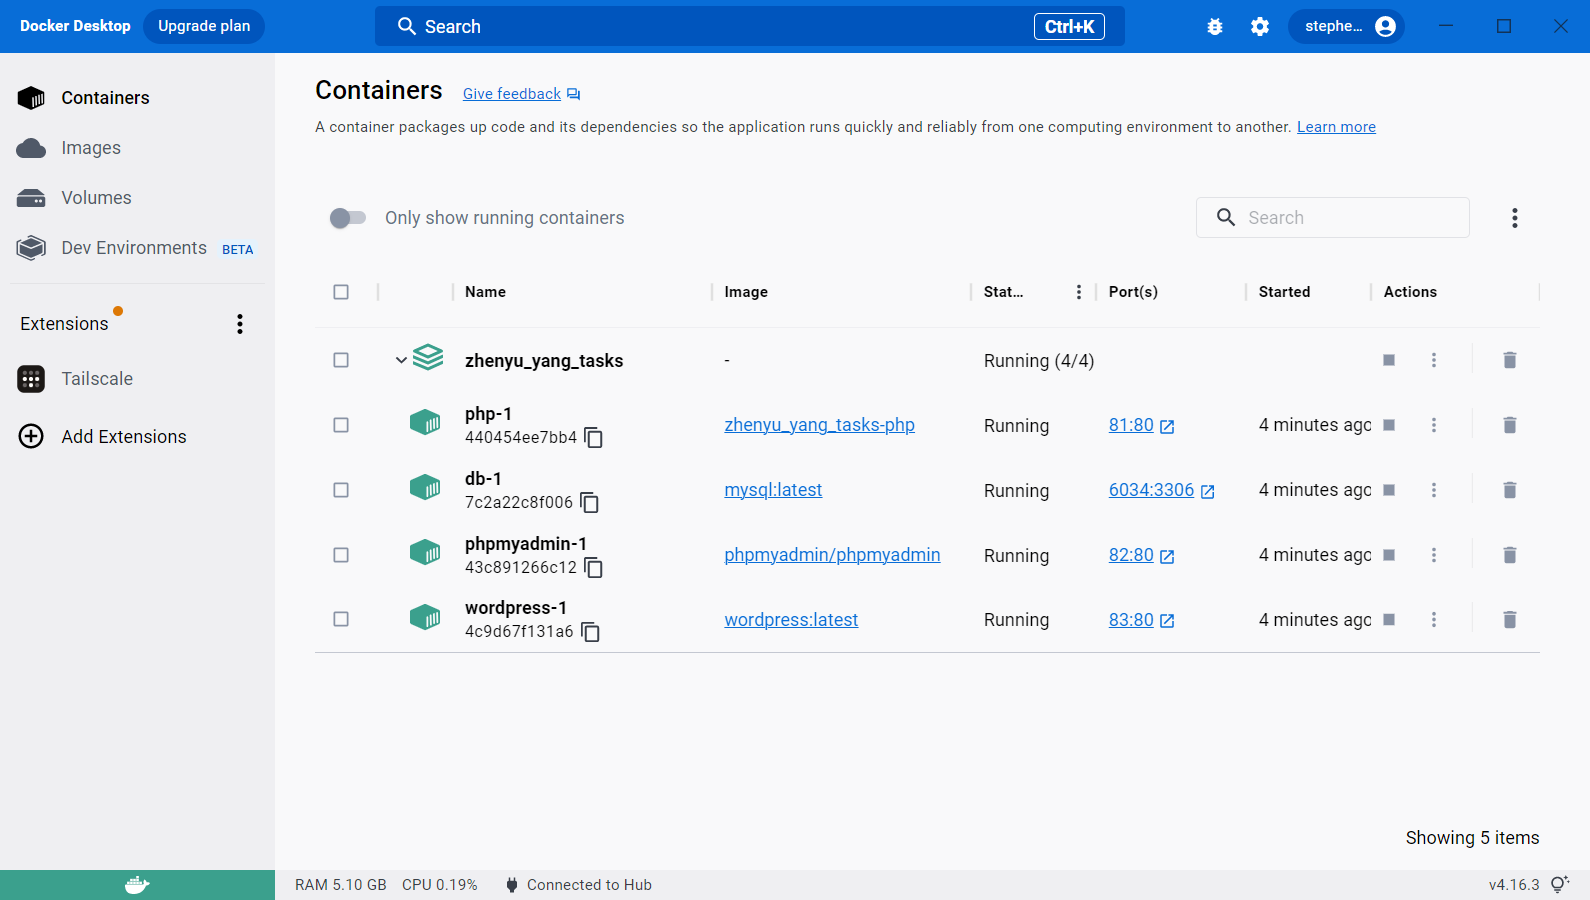 Docker Desktop Upgrade plan Search Ctrl+K stephe...
Containers
Images
Volumes
Dev Environments BETA
Extensions
Tailscale
Add Extensions
Containers Give feedback
A container packages up code and its dependencies so the application runs quickly and reliably from one computing environment to another. Learn more
Only show running containers Search
Name Image Stat... Port(s) Started Actions
zhenyu_yang_tasks - Running (4/4)
php-1
440454ee7bb4 zhenyu_yang_tasks-php Running 81:80 4 minutes ago
db-1
7c2a22c8f006 mysql:latest Running 6034:3306 4 minutes ago
phpmyadmin-1
43c891266c12 phpmyadmin/phpmyadmin Running 82:80 4 minutes ago
wordpress-1
4c9d67f131a6 wordpress:latest Running 83:80 4 minutes ago
Showing 5 items
RAM 5.10 GB CPU 0.19% Connected to Hub v4.16.3